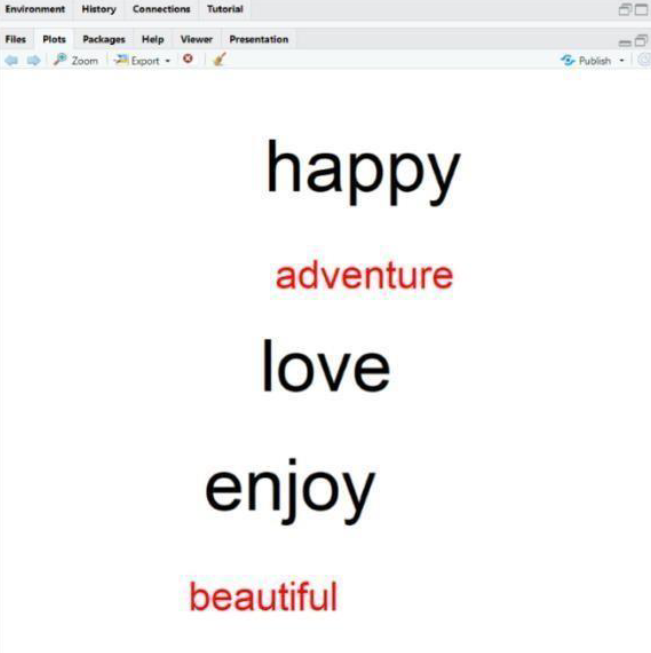 Environment History Connections Tutorial
Files Plots Packages Help Viewer Presentation
Zoom Export Publish
happy
adventure
love
enjoy
beautiful